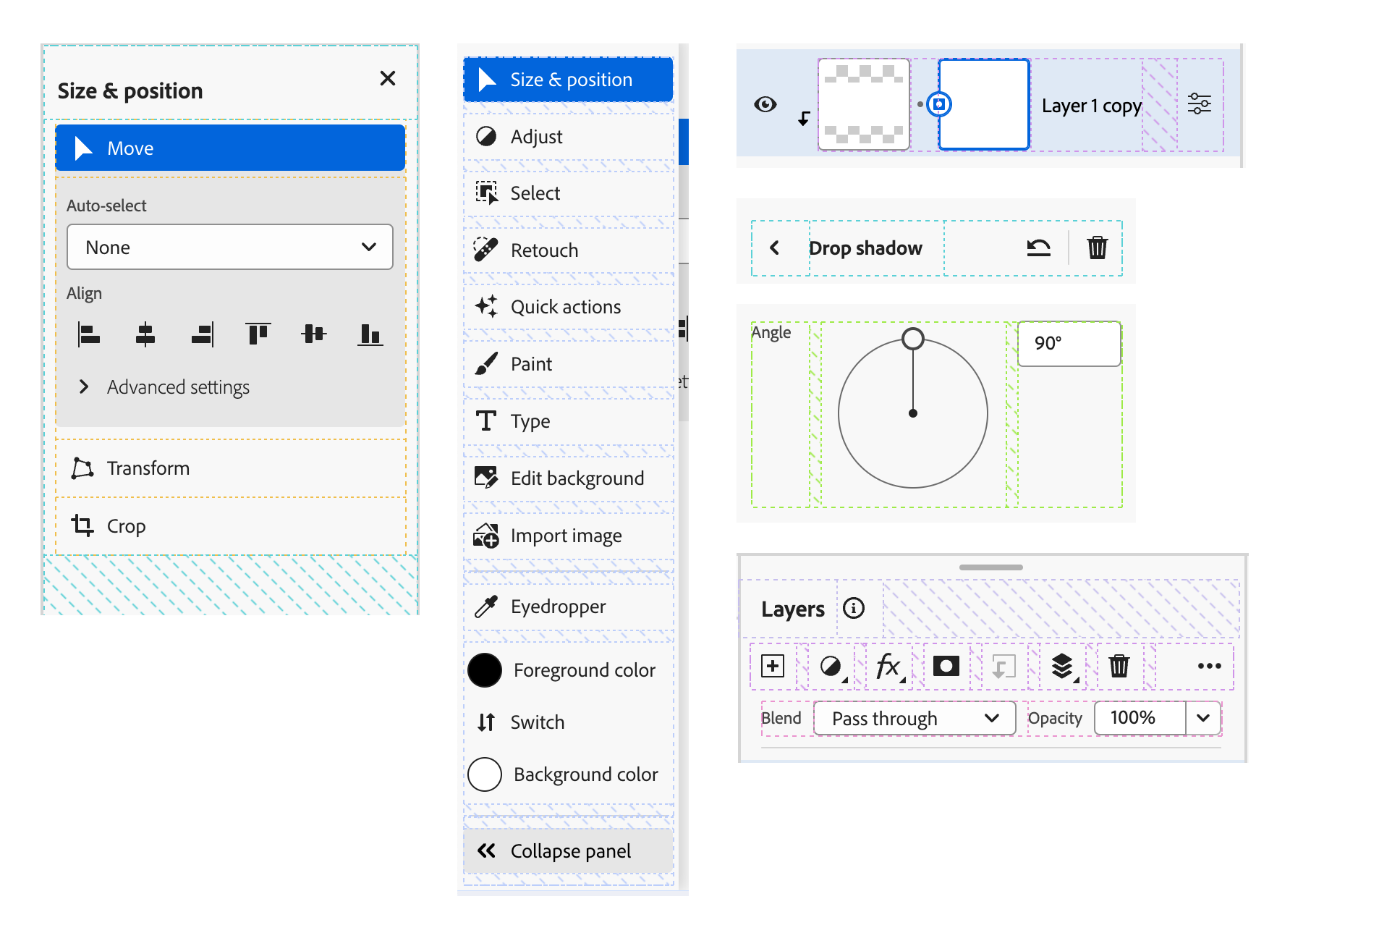 Size & position
Move
Auto-select
None
Align
Advanced settings
Transform
Crop
Size & position
Adjust
Select
Retouch
Quick actions
Paint
Type
Edit background
Import image
Eyedropper
Foreground color
Switch
Background color
Collapse panel
Layer 1 copy
Drop shadow
Angle
90°
Layers
fx
Blend
Pass through
Opacity
100%